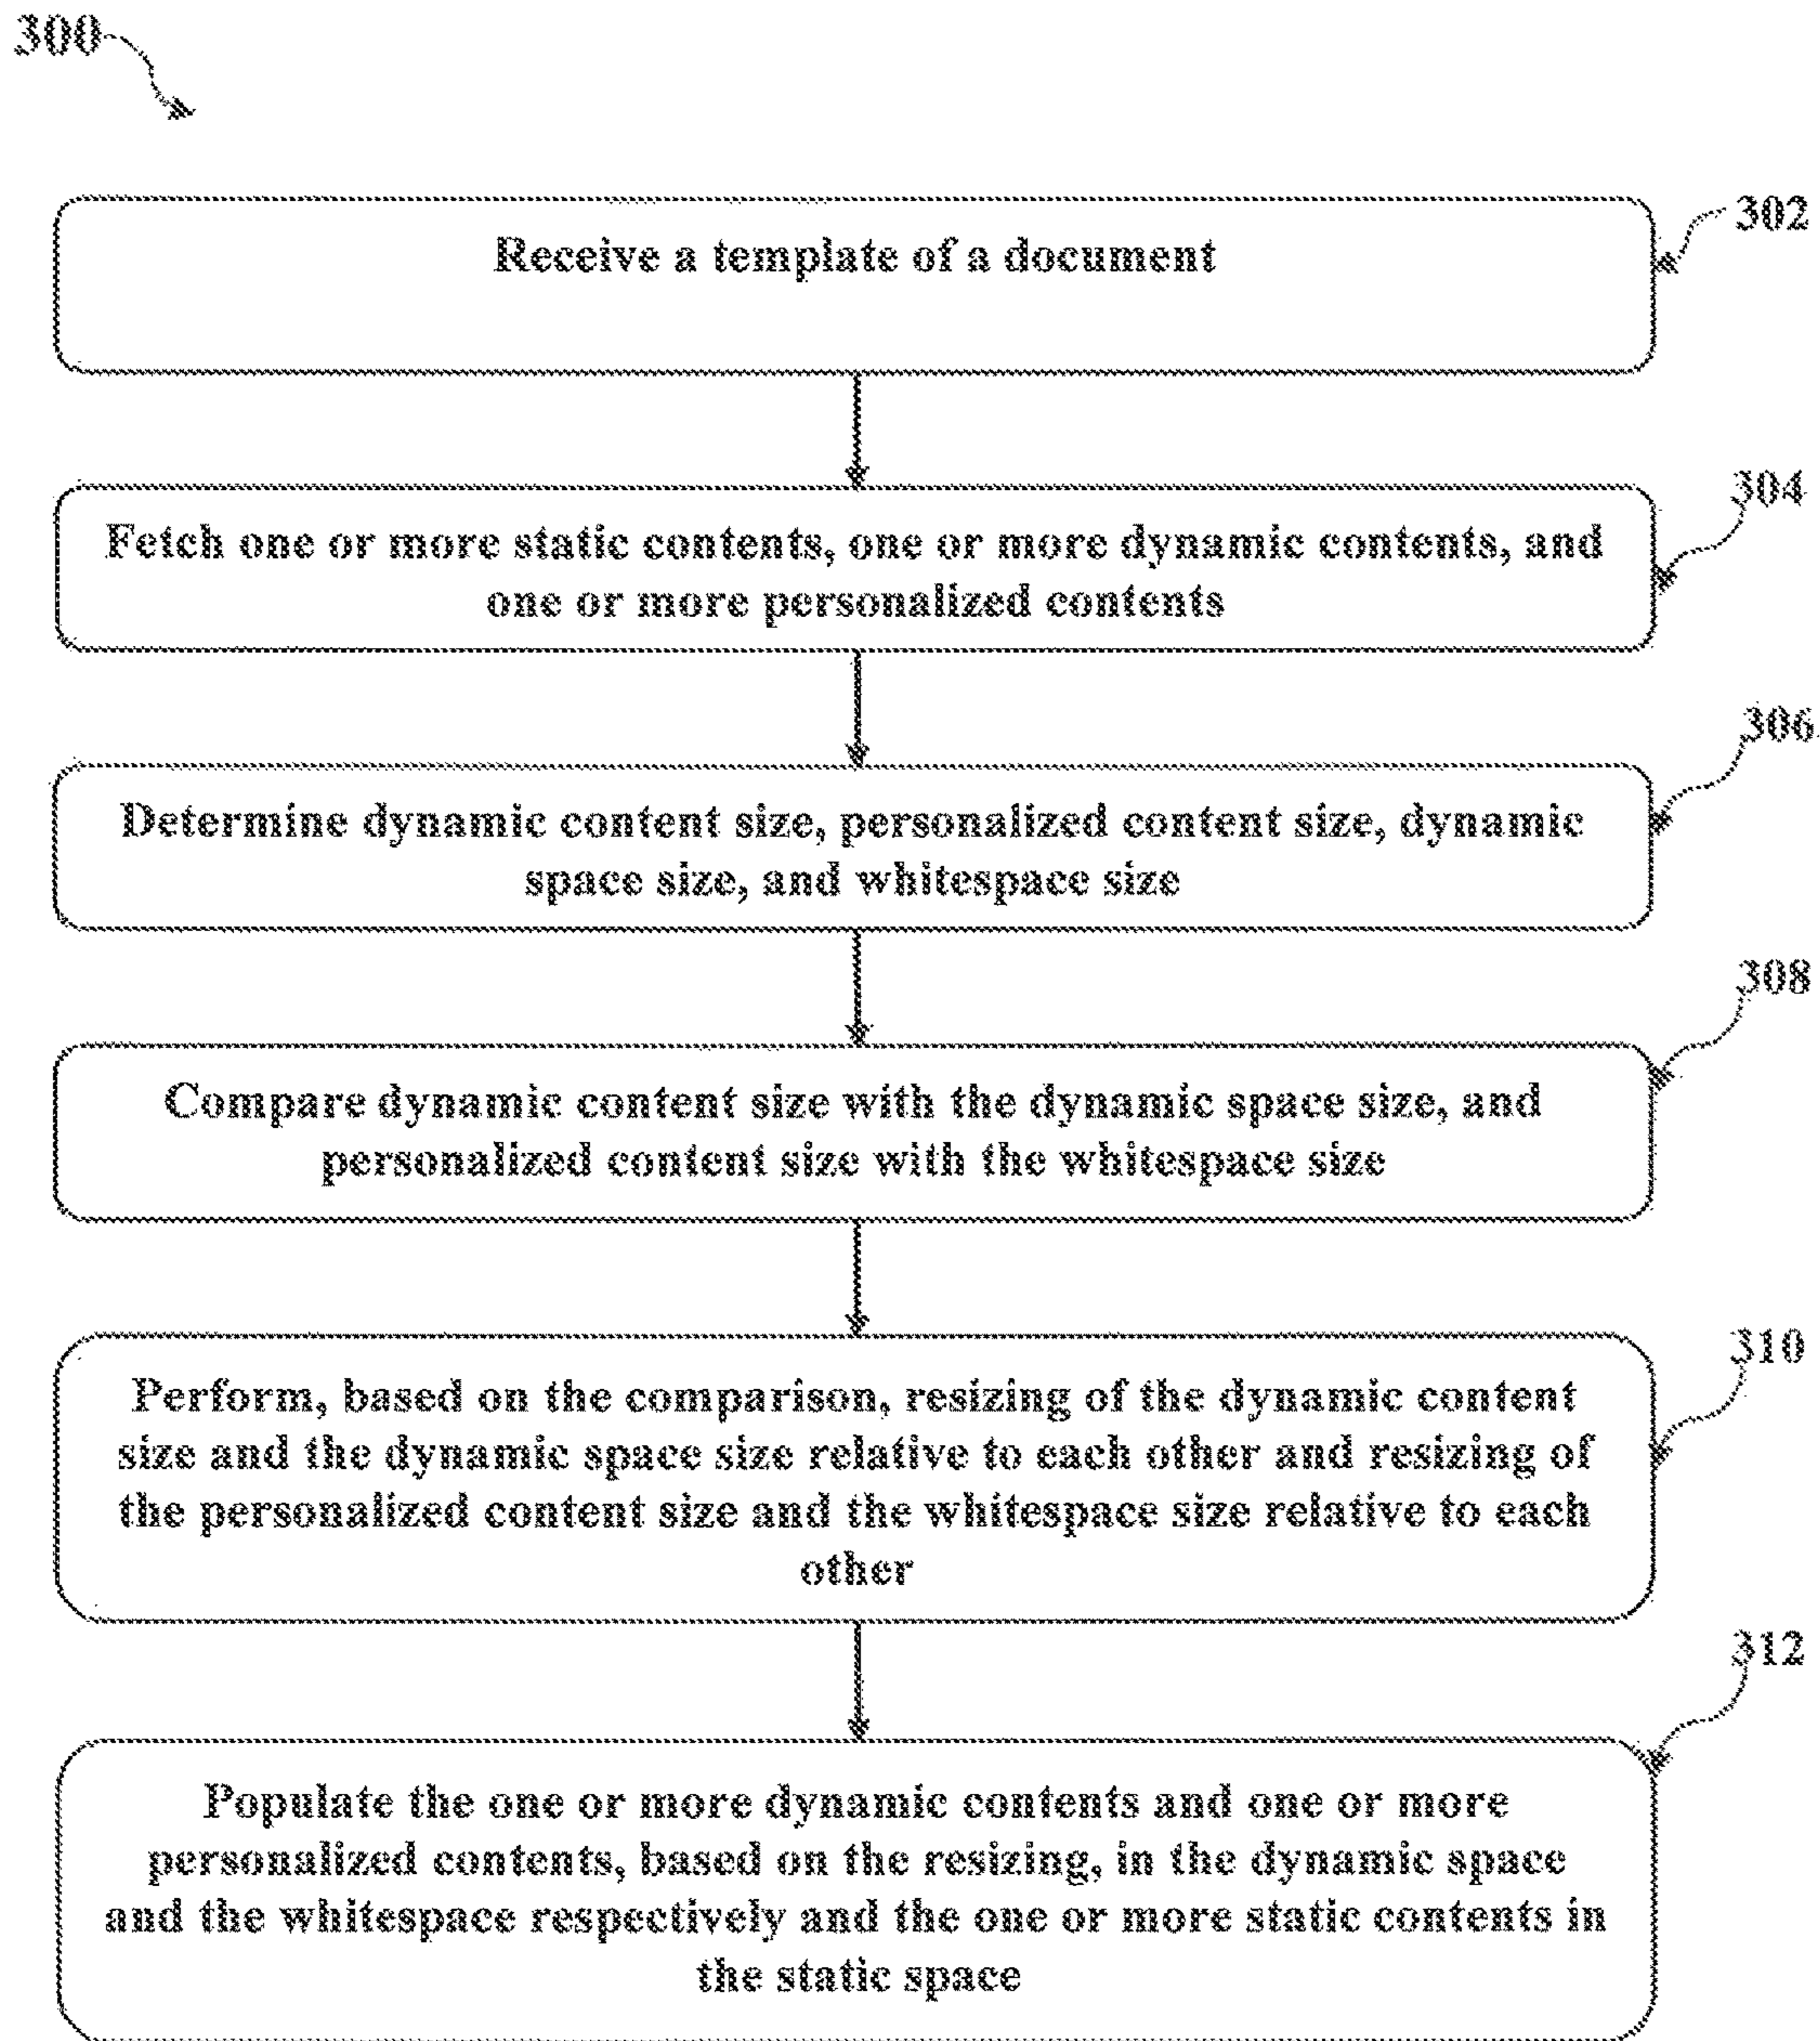 300
302
Receive a template of a document
304
Fetch one or more static contents, one or more dynamic contents, and
one or more personalized contents
306
Determine dynamic content size, personalized content size, dynamic
space size, and whitespace size
308
Compare dynamic content size with the dynamic space size, and
personalized content size with the whitespace size
310
Perform, based on the comparison, resizing of the dynamic content
size and the dynamic space size relative to each other and resizing of
the personalized content size and the whitespace size relative to each
other
312
Populate the one or more dynamic contents and one or more
personalized contents, based on the resizing, in the dynamic space
and the whitespace respectively and the one or more static contents in
the static space